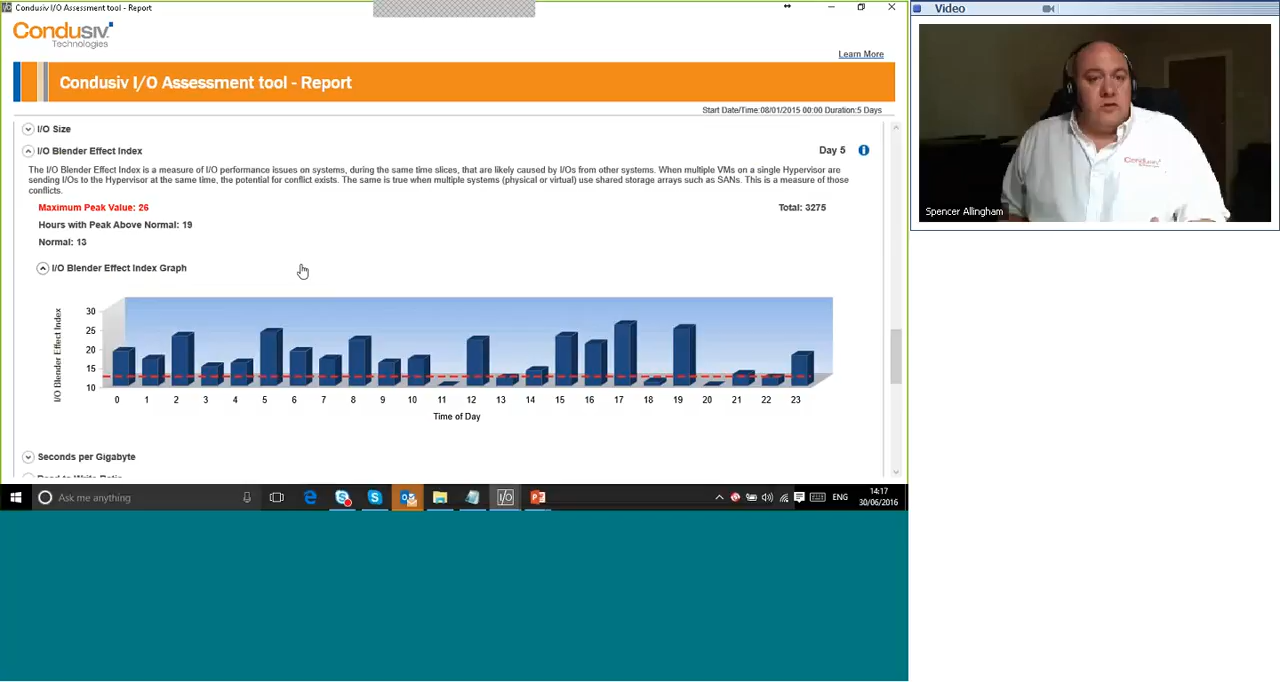 Condusiv I/O Assessment tool - Report
Condusiv
Technologies
Learn More
Condusiv I/O Assessment tool - Report
Start Date/Time:08/01/2015 00:00 Duration:5 Days
I/O Size
I/O Blender Effect Index
Day 5
The I/O Blender Effect Index is a measure of I/O performance issues on systems, during the same time slices, that are likely caused by I/Os from other systems. When multiple VMs on a single Hypervisor are
sending I/Os to the Hypervisor at the same time, the potential for conflict exists. The same is true when multiple systems (physical or virtual) use shared storage arrays such as SANs. This is a measure of those
conflicts.
Maximum Peak Value: 26
Total: 3275
Hours with Peak Above Normal: 19
Normal: 13
I/O Blender Effect Index Graph
I/O Blender Effect Index
30
25
20
15
10
0 1 2 3 4 5 6 7 8 9 10 11 12 13 14 15 16 17 18 19 20 21 22 23
Time of Day
Seconds per Gigabyte
Read to Write Ratio
Ask me anything
ENG
14:17
30/06/2016
Video
Condusiv
Spencer Allingham